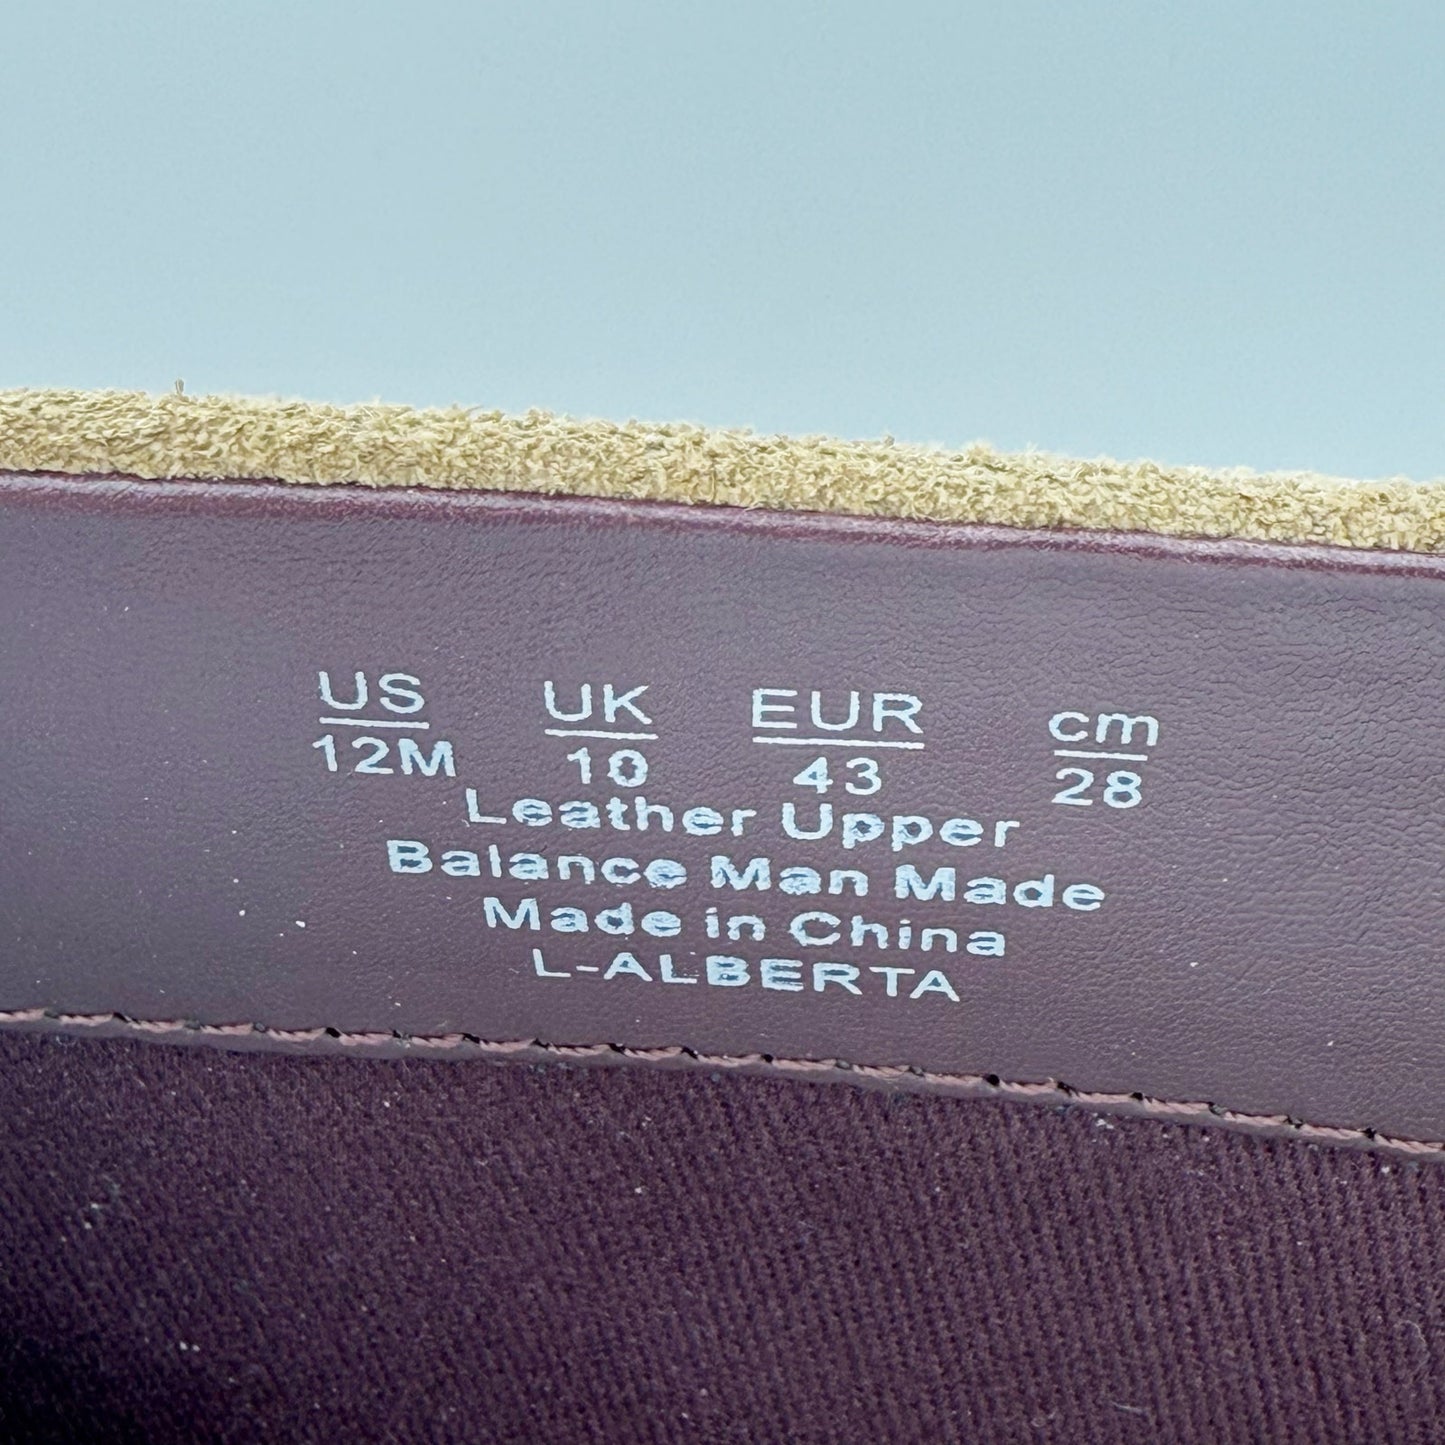 US UK EUR cm
12M 10 43 28
Leather Upper
Balance Man Made
Made in China
L-ALBERTA